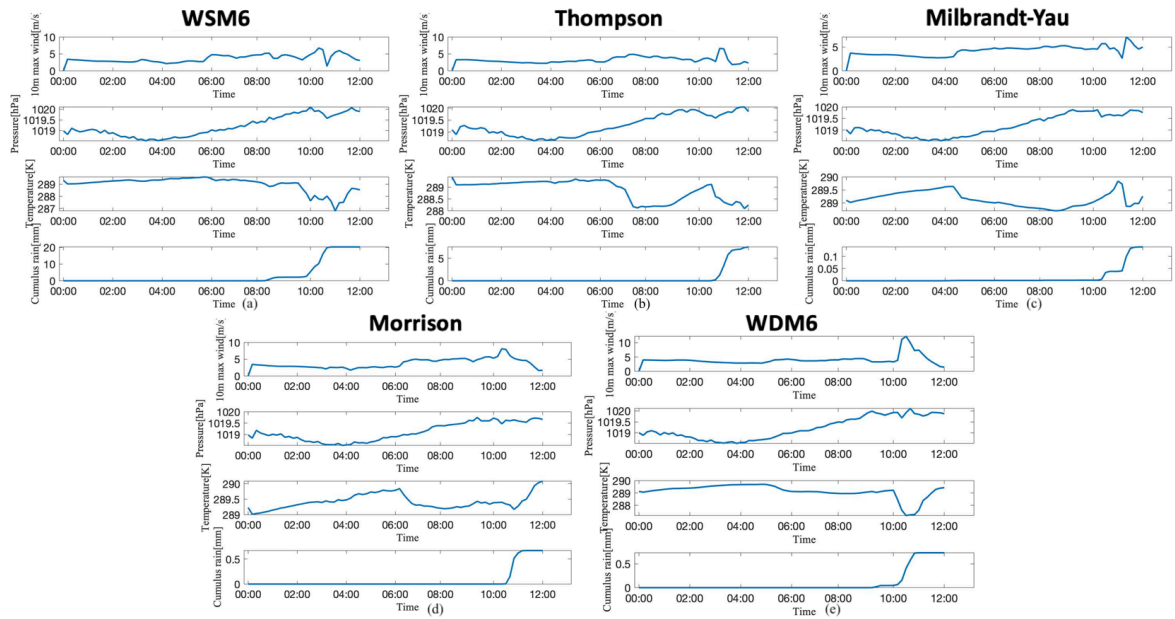 WSM6
10m max wind[m/s]
10
5
0
00:00 02:00 04:00 06:00 08:00 10:00 12:00
Time
Pressure[hPa]
1020
1019.5
1019
00:00 02:00 04:00 06:00 08:00 10:00 12:00
Time
Temperature[K]
289
288
287
00:00 02:00 04:00 06:00 08:00 10:00 12:00
Time
Cumulus rain[mm]
20
10
0
00:00 02:00 04:00 06:00 08:00 10:00 12:00
Time
(a)
Thompson
10m max wind[m/s]
10
5
0
00:00 02:00 04:00 06:00 08:00 10:00 12:00
Time
Pressure[hPa]
1020
1019.5
1019
00:00 02:00 04:00 06:00 08:00 10:00 12:00
Time
Temperature[K]
289
288.5
288
00:00 02:00 04:00 06:00 08:00 10:00 12:00
Time
Cumulus rain[mm]
5
0
00:00 02:00 04:00 06:00 08:00 10:00 12:00
Time
(b)
Milbrandt-Yau
10m max wind[m/s]
5
0
00:00 02:00 04:00 06:00 08:00 10:00 12:00
Time
Pressure[hPa]
1020
1019.5
1019
00:00 02:00 04:00 06:00 08:00 10:00 12:00
Time
Temperature[K]
290
289.5
289
00:00 02:00 04:00 06:00 08:00 10:00 12:00
Time
Cumulus rain[mm]
0.1
0.05
0
00:00 02:00 04:00 06:00 08:00 10:00 12:00
Time
(c)
Morrison
10m max wind[m/s]
10
5
0
00:00 02:00 04:00 06:00 08:00 10:00 12:00
Time
Pressure[hPa]
1020
1019.5
1019
00:00 02:00 04:00 06:00 08:00 10:00 12:00
Time
Temperature[K]
290
289.5
289
00:00 02:00 04:00 06:00 08:00 10:00 12:00
Time
Cumulus rain[mm]
0.5
0
00:00 02:00 04:00 06:00 08:00 10:00 12:00
Time
(d)
WDM6
10m max wind[m/s]
10
5
0
00:00 02:00 04:00 06:00 08:00 10:00 12:00
Time
Pressure[hPa]
1020
1019.5
1019
00:00 02:00 04:00 06:00 08:00 10:00 12:00
Time
Temperature[K]
290
289
288
00:00 02:00 04:00 06:00 08:00 10:00 12:00
Time
Cumulus rain[mm]
0.5
0
00:00 02:00 04:00 06:00 08:00 10:00 12:00
Time
(e)